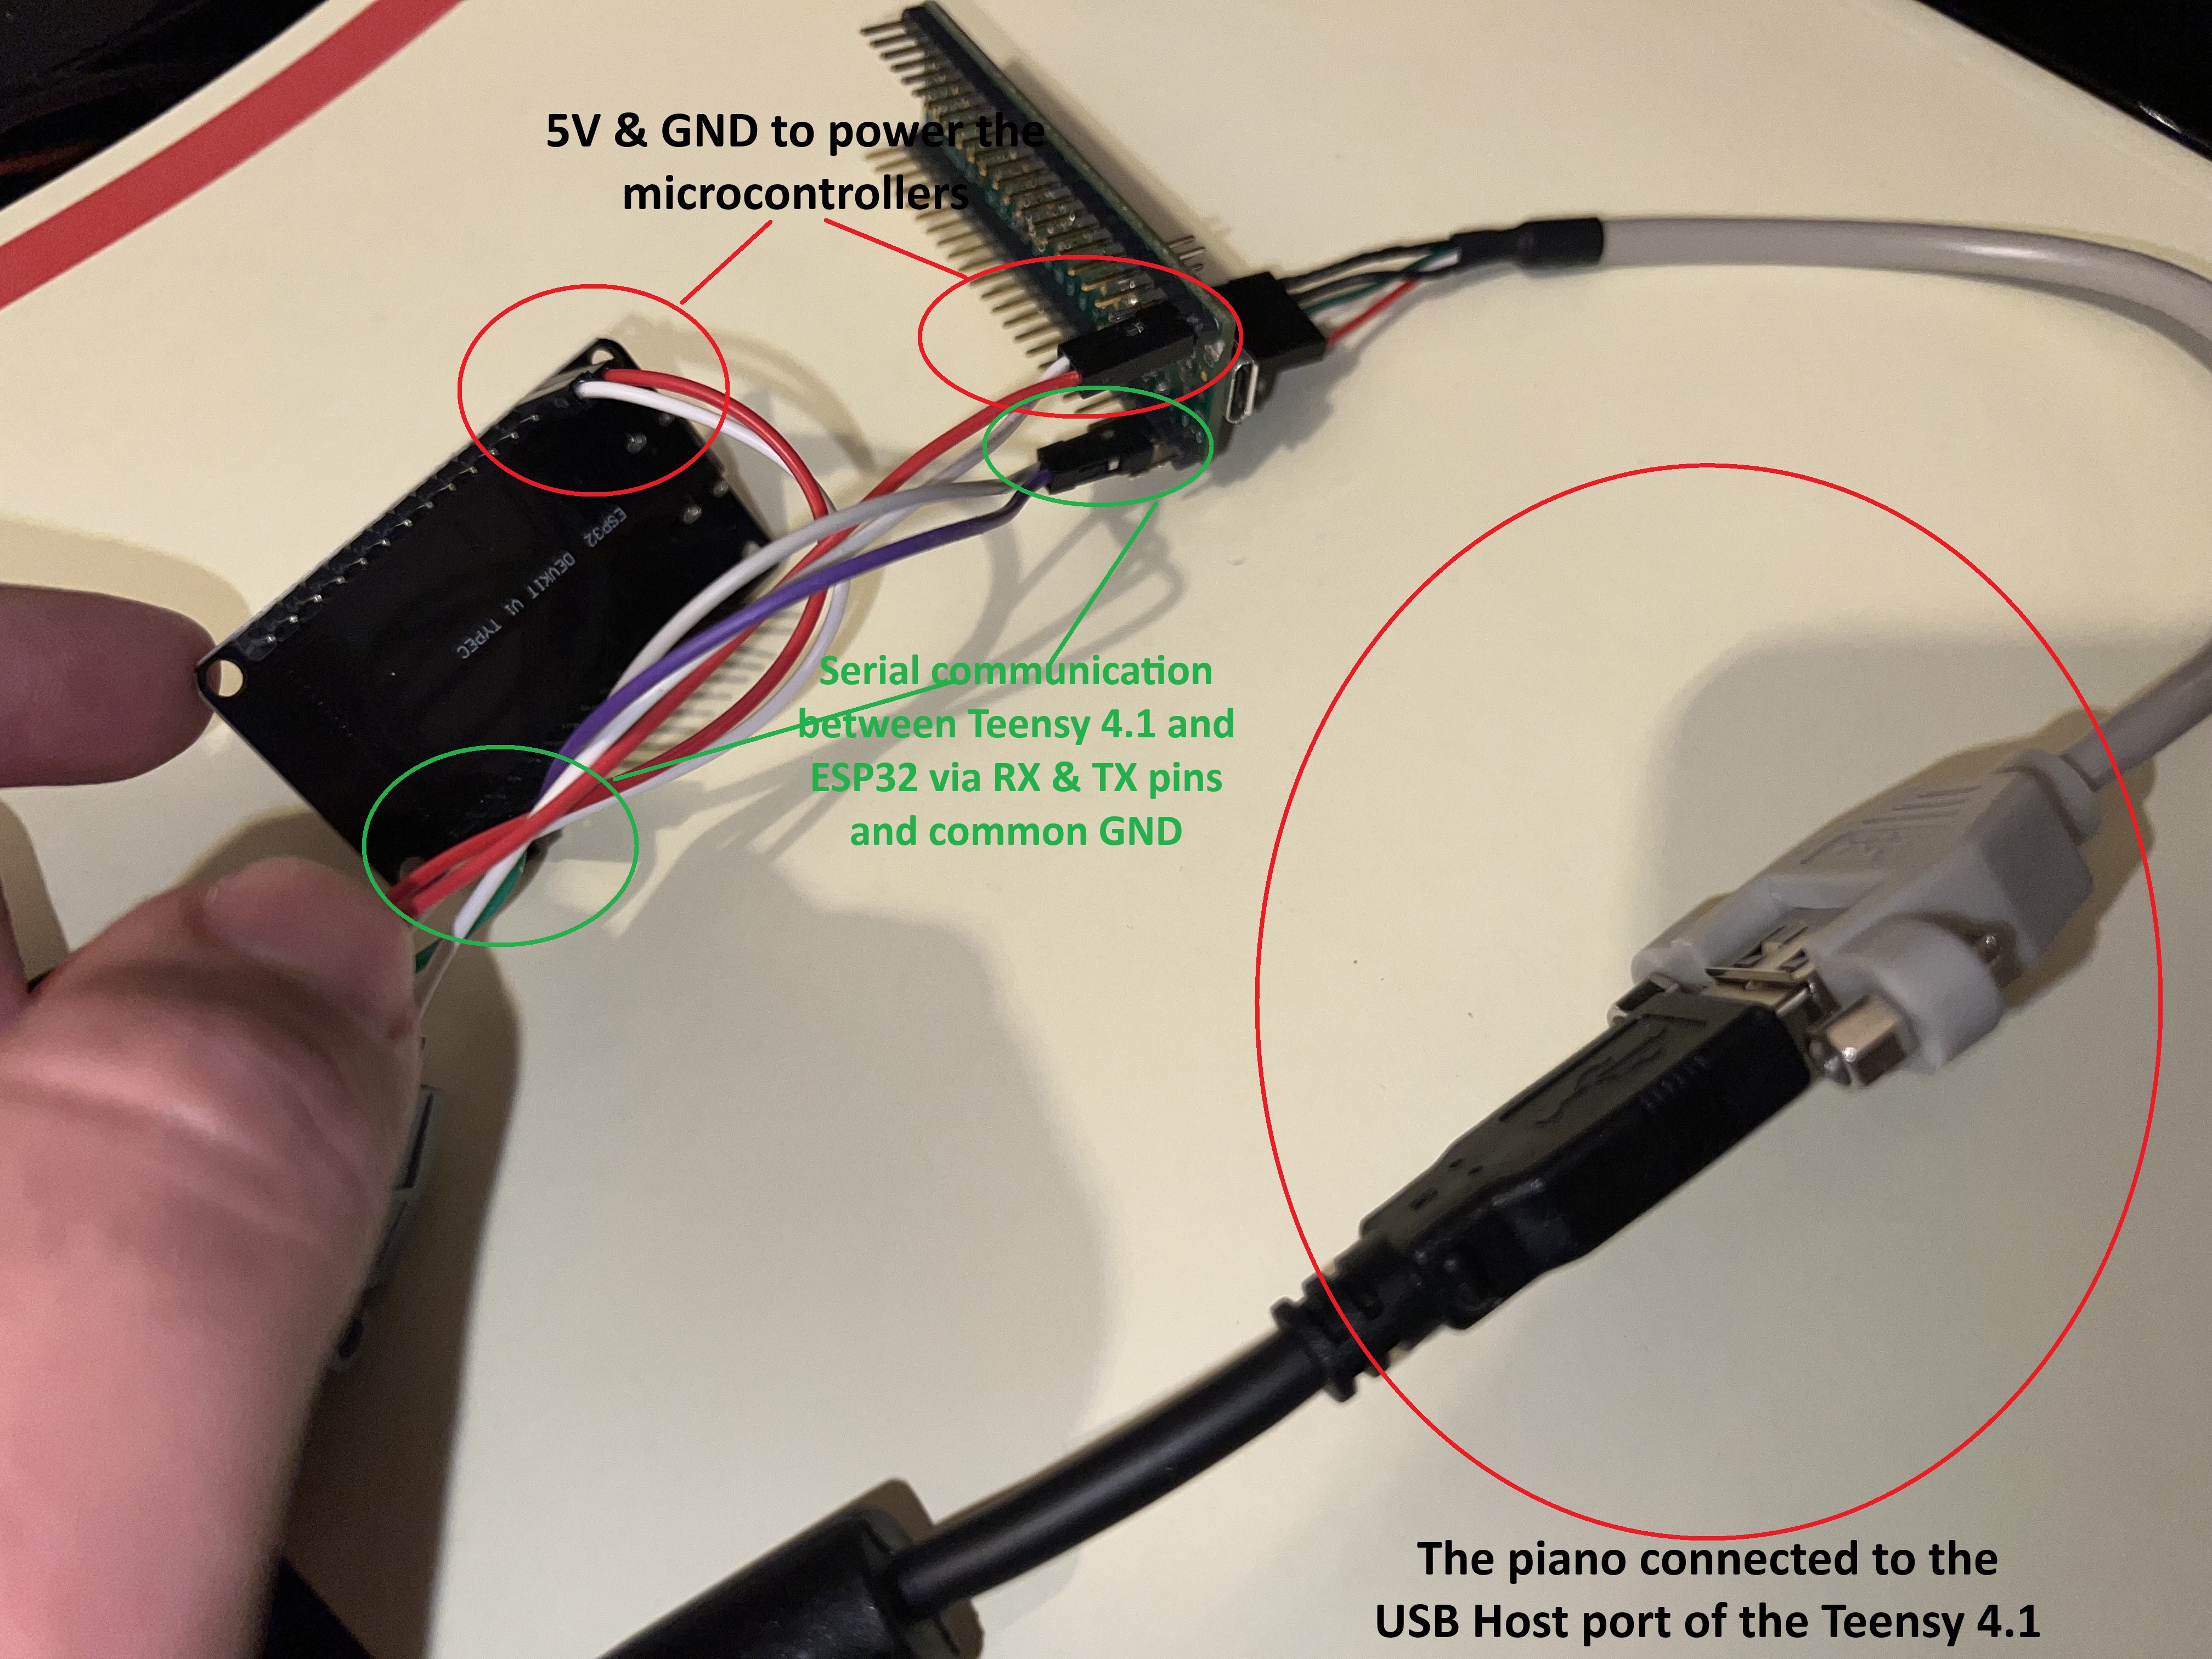 5V & GND to power the
microcontrollers
ESP32 DEVKIT V1 TYPEC
Serial communication
between Teensy 4.1 and
ESP32 via RX & TX pins
and common GND
The piano connected to the
USB Host port of the Teensy 4.1